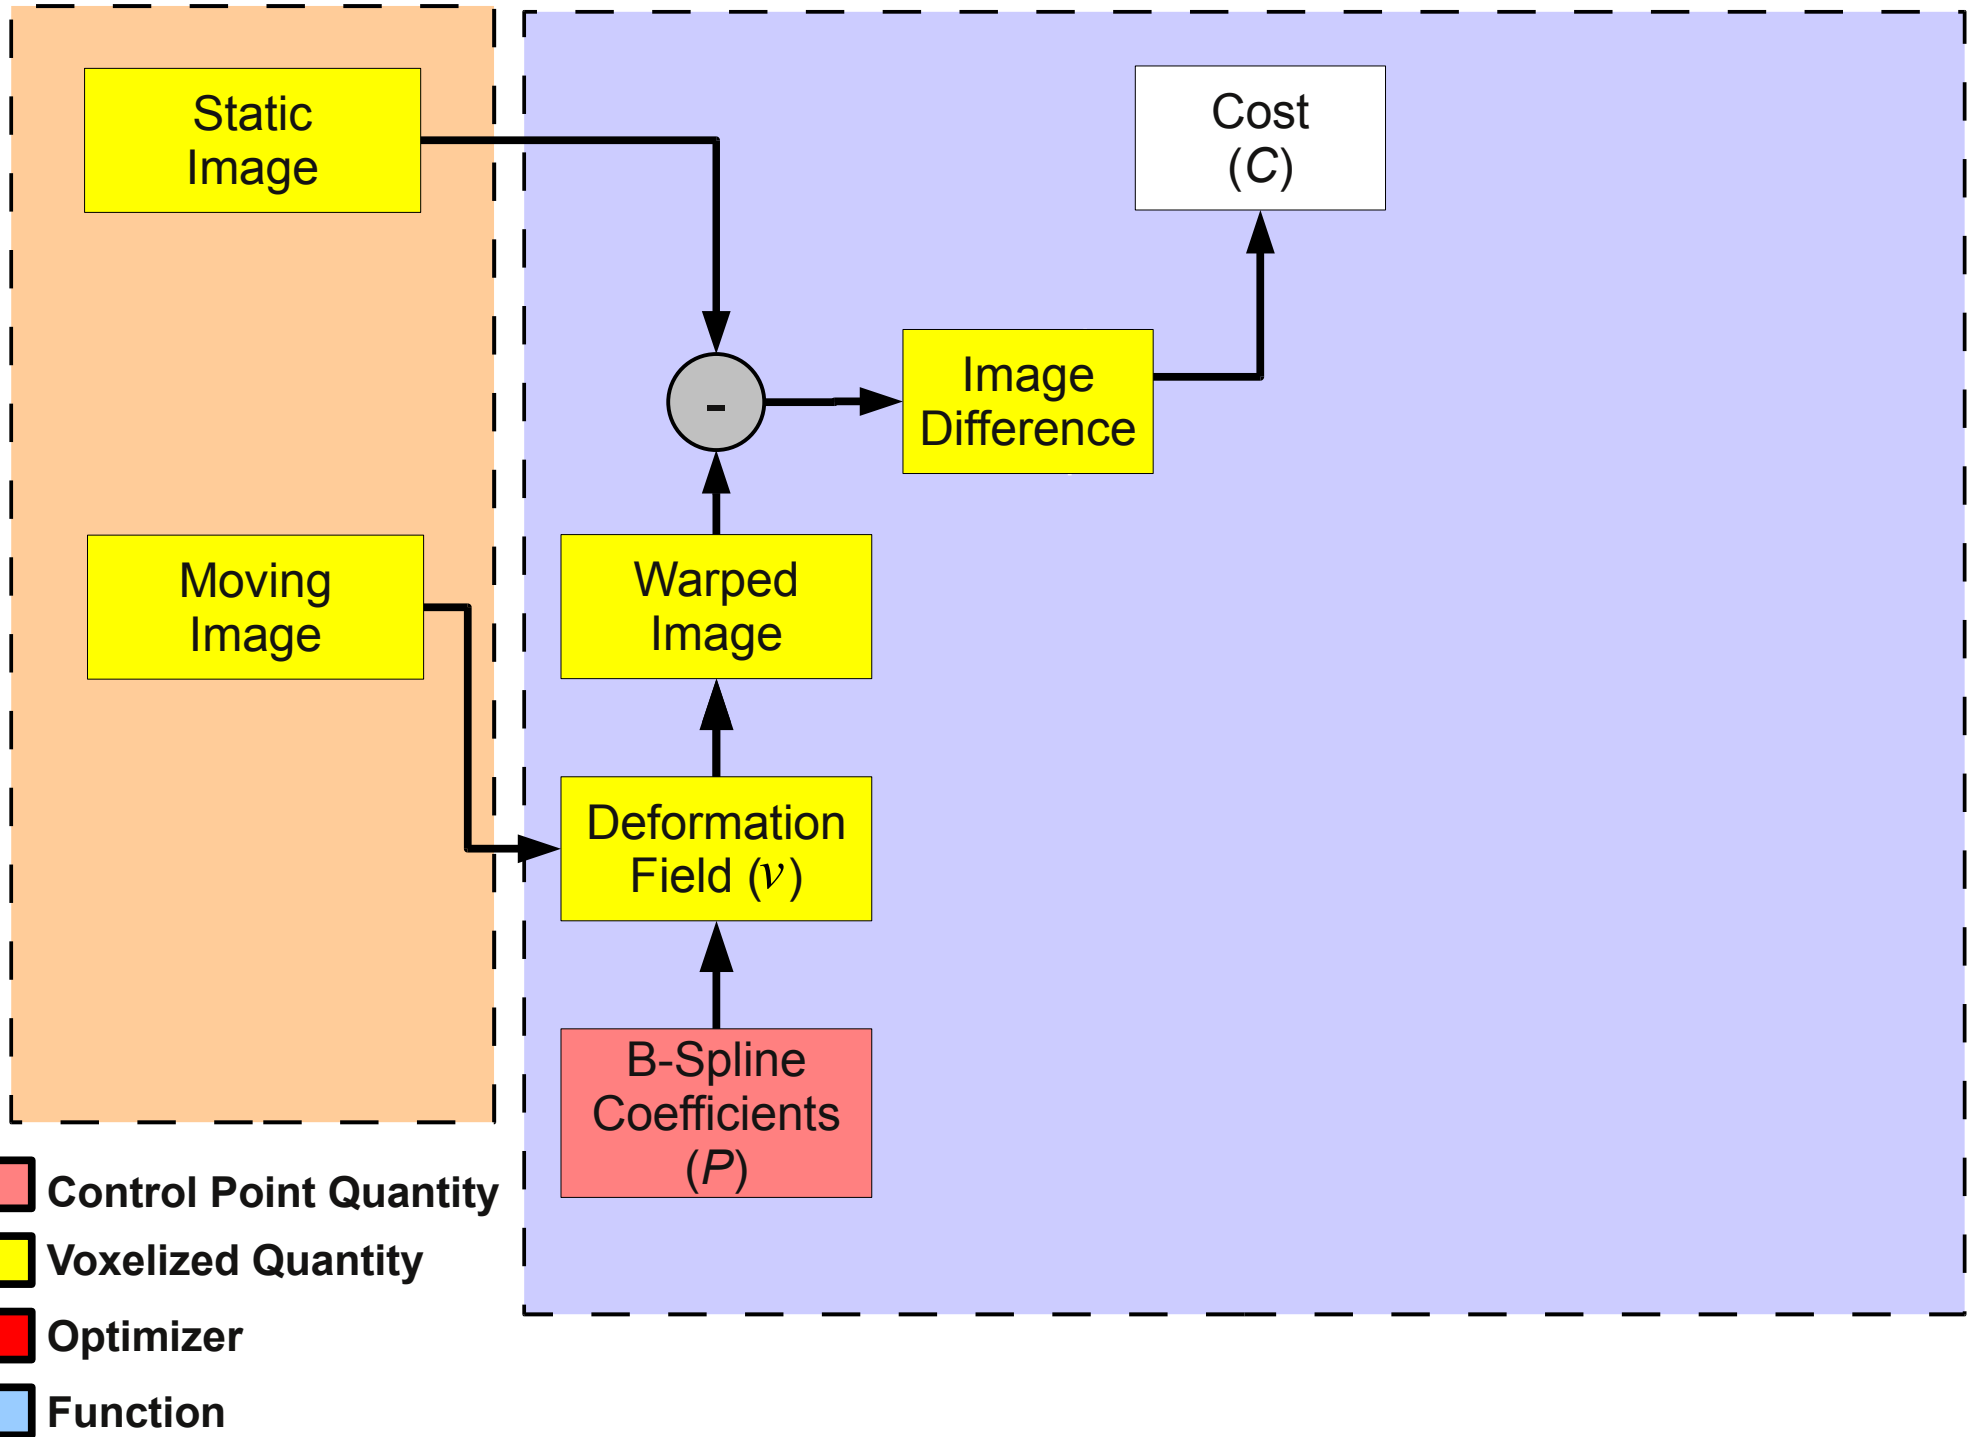 Static
Image
Cost
(C)
-
Image
Difference
Moving
Image
Warped
Image
Deformation
Field (v)
B-Spline
Coefficients
(P)
Control Point Quantity
Voxelized Quantity
Optimizer
Function